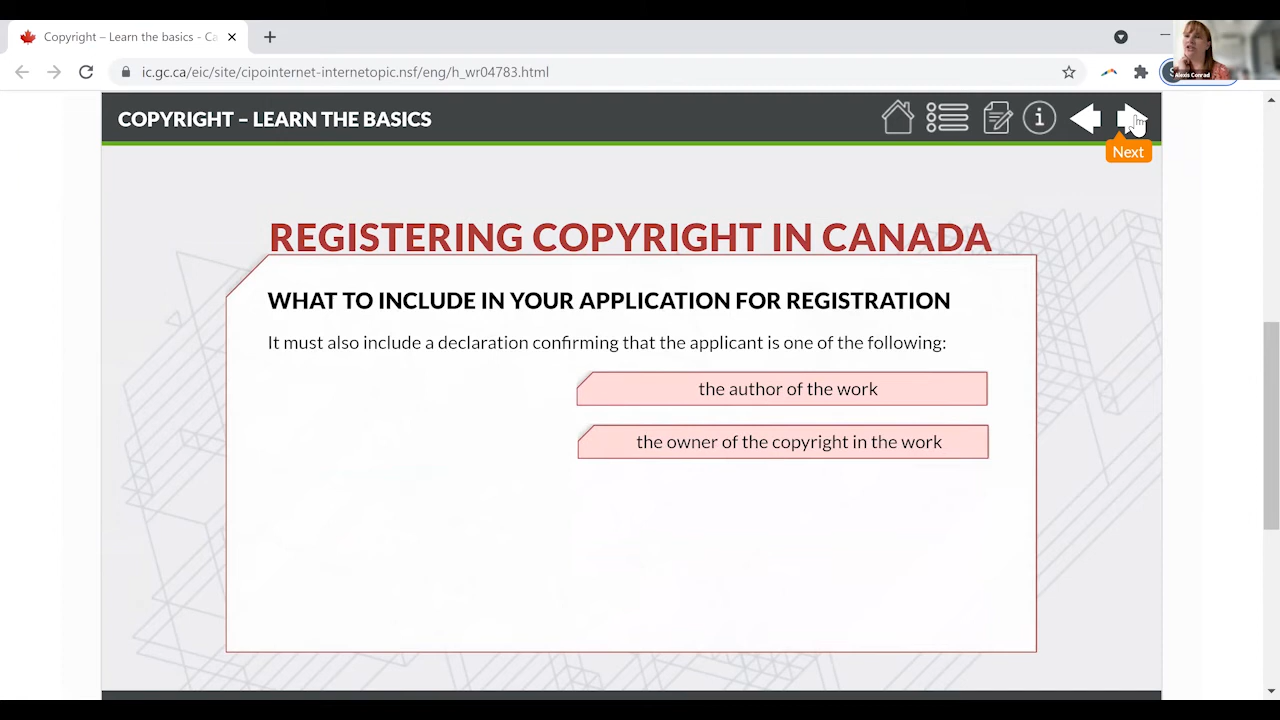 Copyright – Learn the basics - Ca
ic.gc.ca/eic/site/cipointernet-internetopic.nsf/eng/h_wr04783.html
Alexis Conrad
COPYRIGHT – LEARN THE BASICS
Next
REGISTERING COPYRIGHT IN CANADA
WHAT TO INCLUDE IN YOUR APPLICATION FOR REGISTRATION
It must also include a declaration confirming that the applicant is one of the following:
the author of the work
the owner of the copyright in the work